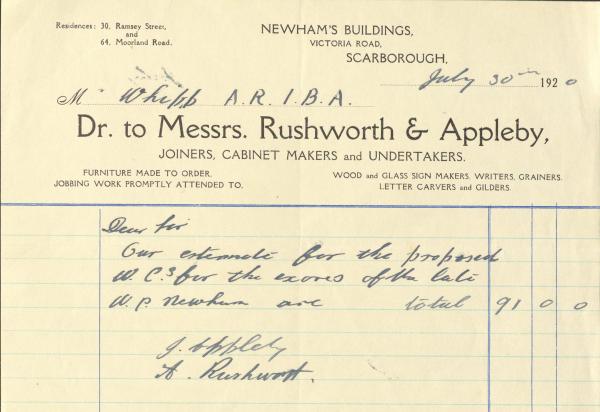 Residences: 30, Ramsey Street,
and
64, Moorland Road.
NEWHAM'S BUILDINGS,
VICTORIA ROAD,
SCARBOROUGH,
July 30th 1920
Mr Whipp A.R.I.B.A.
Dr. to Messrs. Rushworth & Appleby,
JOINERS, CABINET MAKERS and UNDERTAKERS.
FURNITURE MADE TO ORDER.
JOBBING WORK PROMPTLY ATTENDED TO.
WOOD and GLASS SIGN MAKERS, WRITERS, GRAINERS.
LETTER CARVERS and GILDERS.
Dear Sir
Our estemate for the proposed
W.C.s for the exores of the late
W.P. Newham are total 91 0 0
J. Appleby
A. Rushworth.